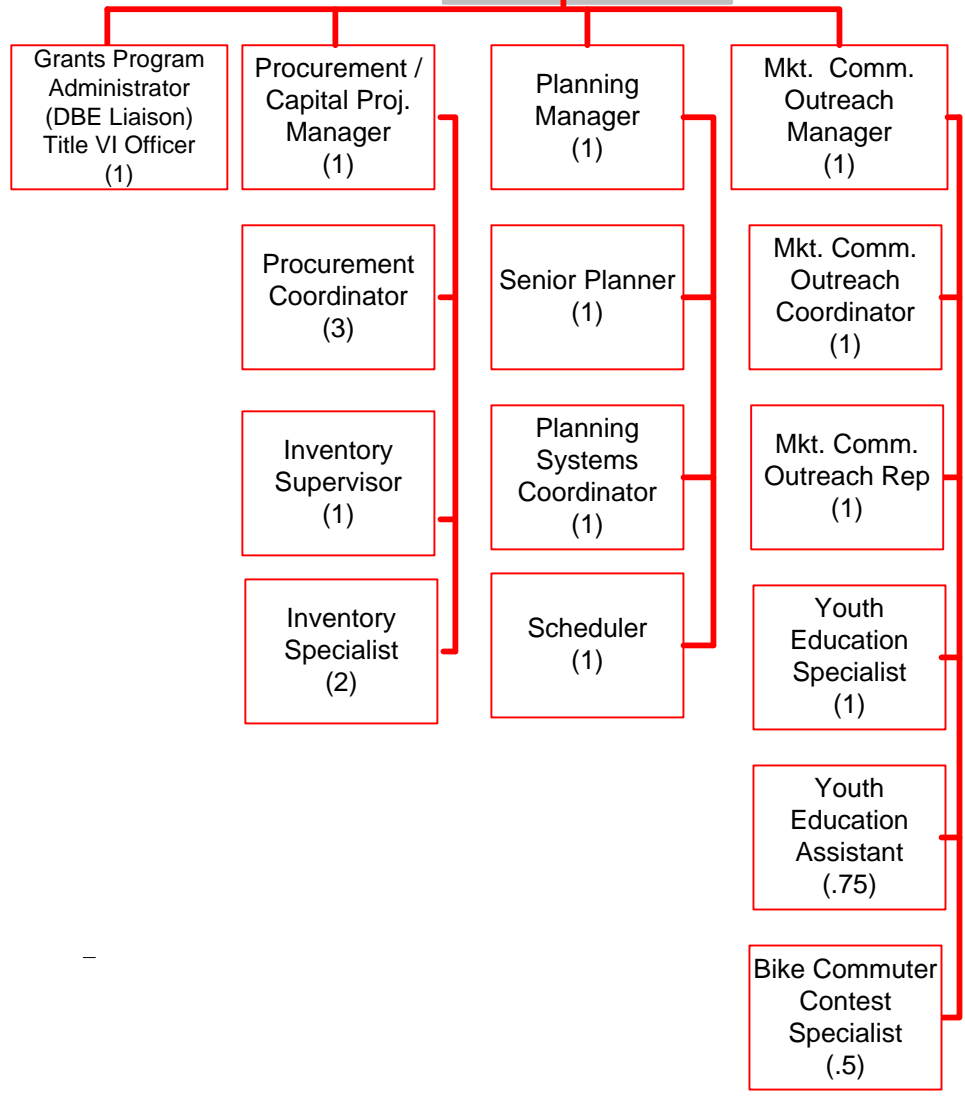 Grants Program
Administrator
(DBE Liaison)
Title VI Officer
(1)
Procurement /
Capital Proj.
Manager
(1)
Procurement
Coordinator
(3)
Inventory
Supervisor
(1)
Inventory
Specialist
(2)
Planning
Manager
(1)
Senior Planner
(1)
Planning
Systems
Coordinator
(1)
Scheduler
(1)
Mkt. Comm.
Outreach
Manager
(1)
Mkt. Comm.
Outreach
Coordinator
(1)
Mkt. Comm.
Outreach Rep
(1)
Youth
Education
Specialist
(1)
Youth
Education
Assistant
(.75)
Bike Commuter
Contest
Specialist
(.5)